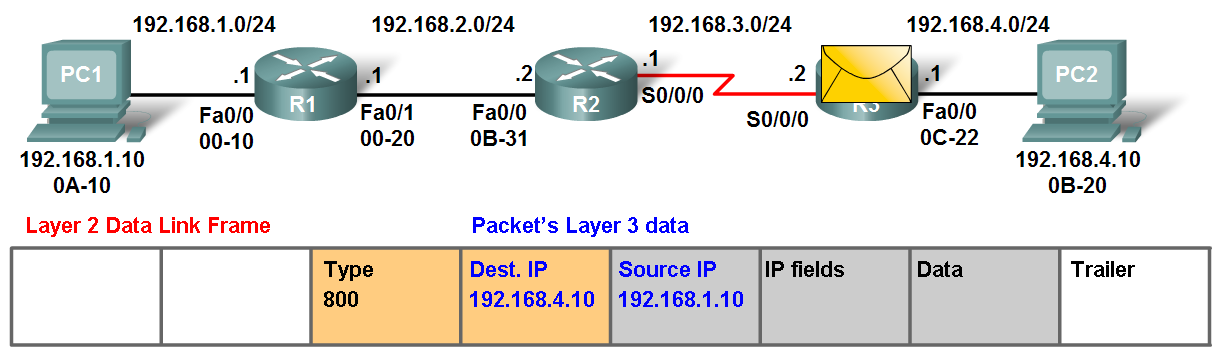 192.168.1.0/24
192.168.2.0/24
192.168.3.0/24
192.168.4.0/24
PC1
.1
R1
.1
.2
R2
.1
.2
R3
.1
PC2
Fa0/0
00-10
Fa0/1
00-20
Fa0/0
0B-31
S0/0/0
S0/0/0
Fa0/0
0C-22
192.168.1.10
0A-10
192.168.4.10
0B-20
Layer 2 Data Link Frame
Packet's Layer 3 data
Type
800
Dest. IP
192.168.4.10
Source IP
192.168.1.10
IP fields
Data
Trailer